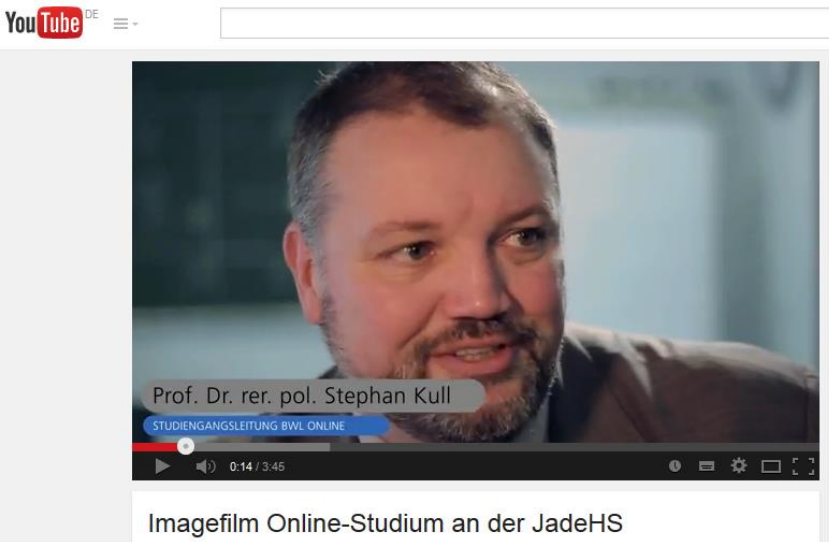 YouTube DE
Prof. Dr. rer. pol. Stephan Kull
STUDIENGANGSLEITUNG BWL ONLINE
0:14 / 3:45
Imagefilm Online-Studium an der JadeHS